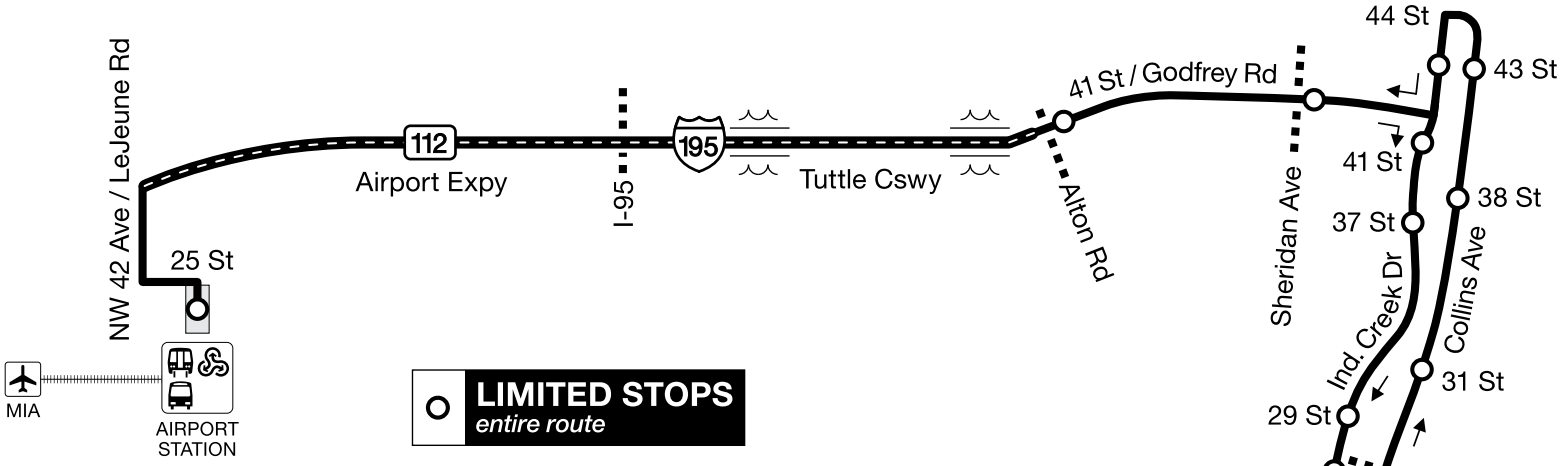 44 St
43 St
NW 42 Ave / LeJeune Rd
41 St / Godfrey Rd
112
195
Airport Expy
Tuttle Cswy
I-95
Alton Rd
Sheridan Ave
41 St
38 St
37 St
25 St
Ind. Creek Dr
Collins Ave
31 St
29 St
MIA
AIRPORT
STATION
LIMITED STOPS
entire route